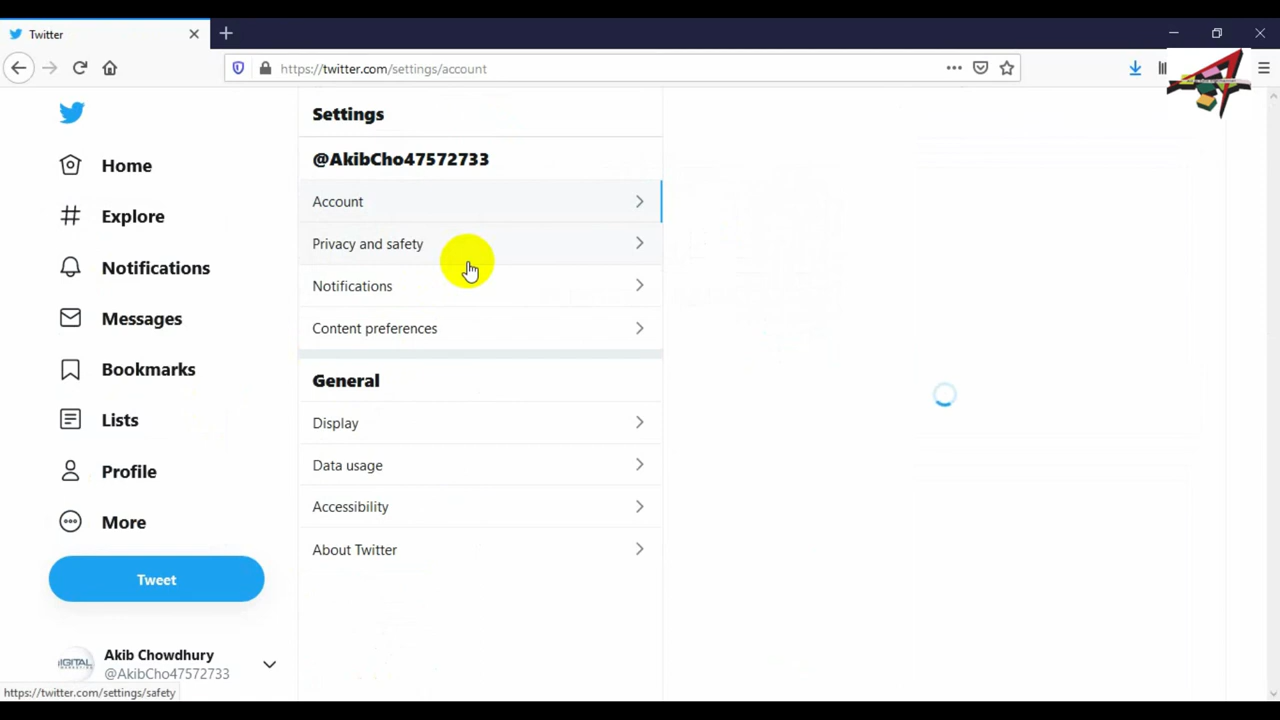 Twitter
https://twitter.com/settings/account
Settings
@AkibCho47572733
Account
Privacy and safety
Notifications
Content preferences
General
Display
Data usage
Accessibility
About Twitter
Home
Explore
Notifications
Messages
Bookmarks
Lists
Profile
More
Tweet
Akib Chowdhury
@AkibCho47572733
https://twitter.com/settings/safety